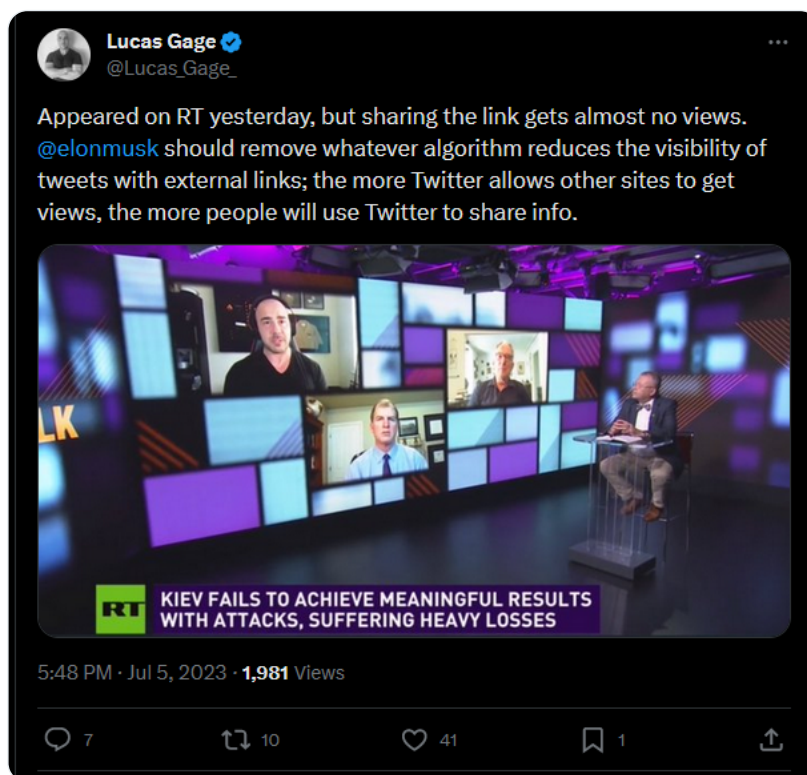 Lucas Gage
@Lucas_Gage_
Appeared on RT yesterday, but sharing the link gets almost no views.
@elonmusk should remove whatever algorithm reduces the visibility of
tweets with external links; the more Twitter allows other sites to get
views, the more people will use Twitter to share info.
LK
RT KIEV FAILS TO ACHIEVE MEANINGFUL RESULTS
WITH ATTACKS, SUFFERING HEAVY LOSSES
5:48 PM · Jul 5, 2023 · 1,981 Views
7 10 41 1